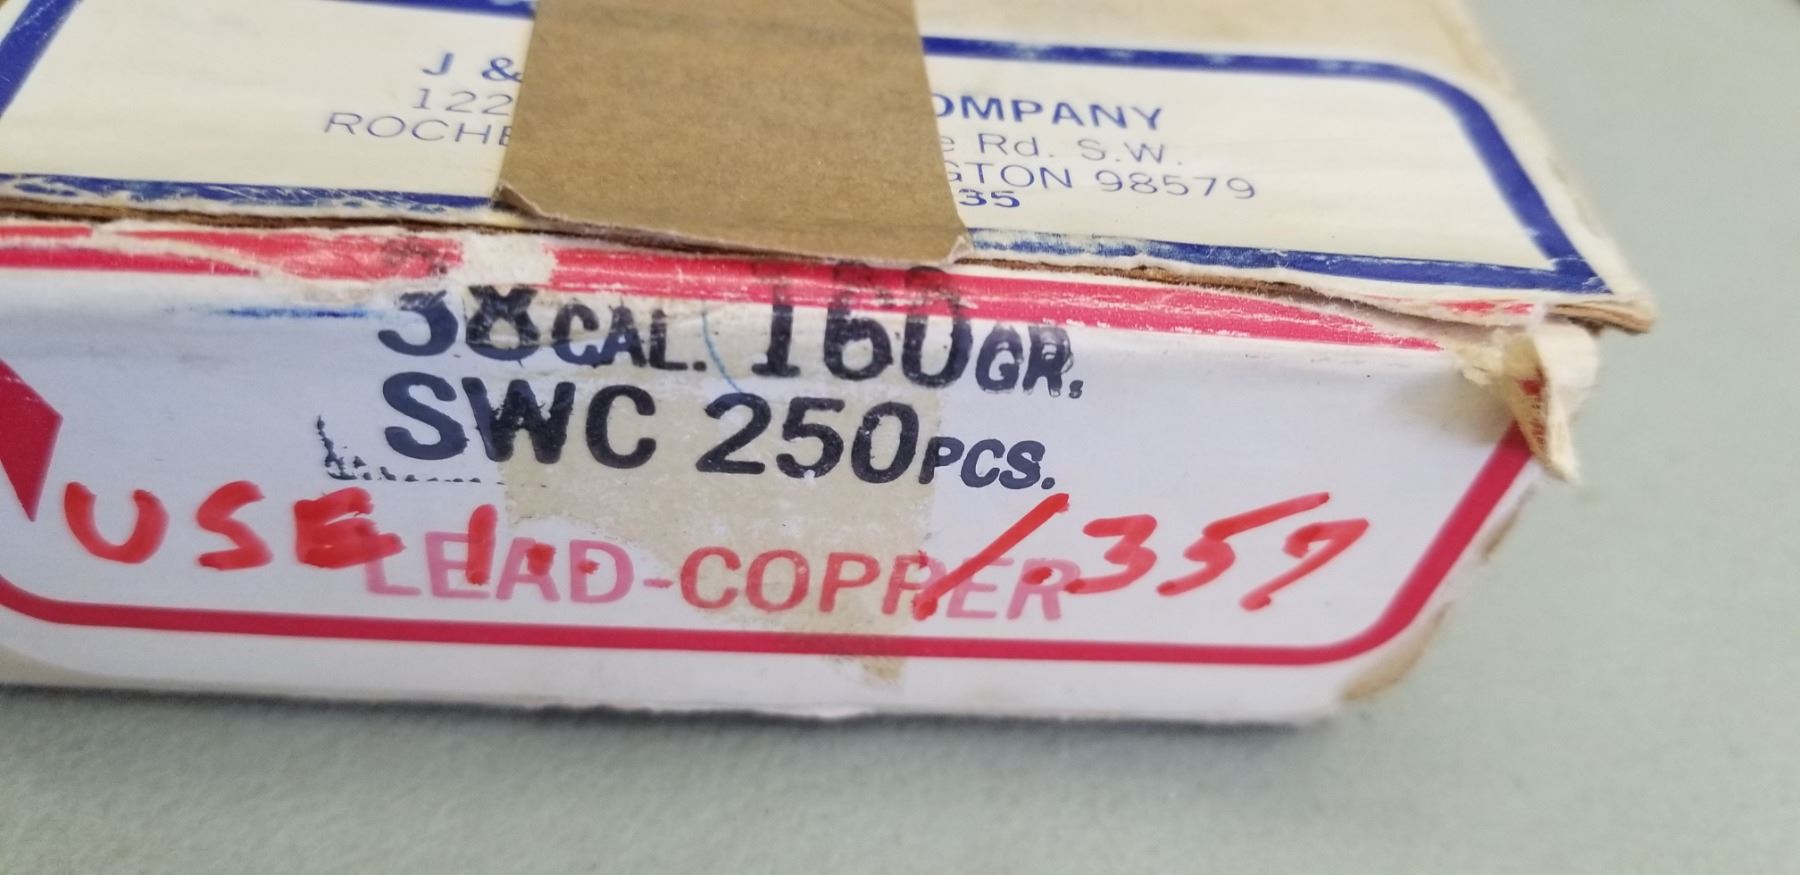 J &
OMPANY
122
Rd. S.W.
ROCHE
GTON 98579
35
38 CAL. 160 GR.
SWC 250 PCS.
USE .357
LEAD-COPPER